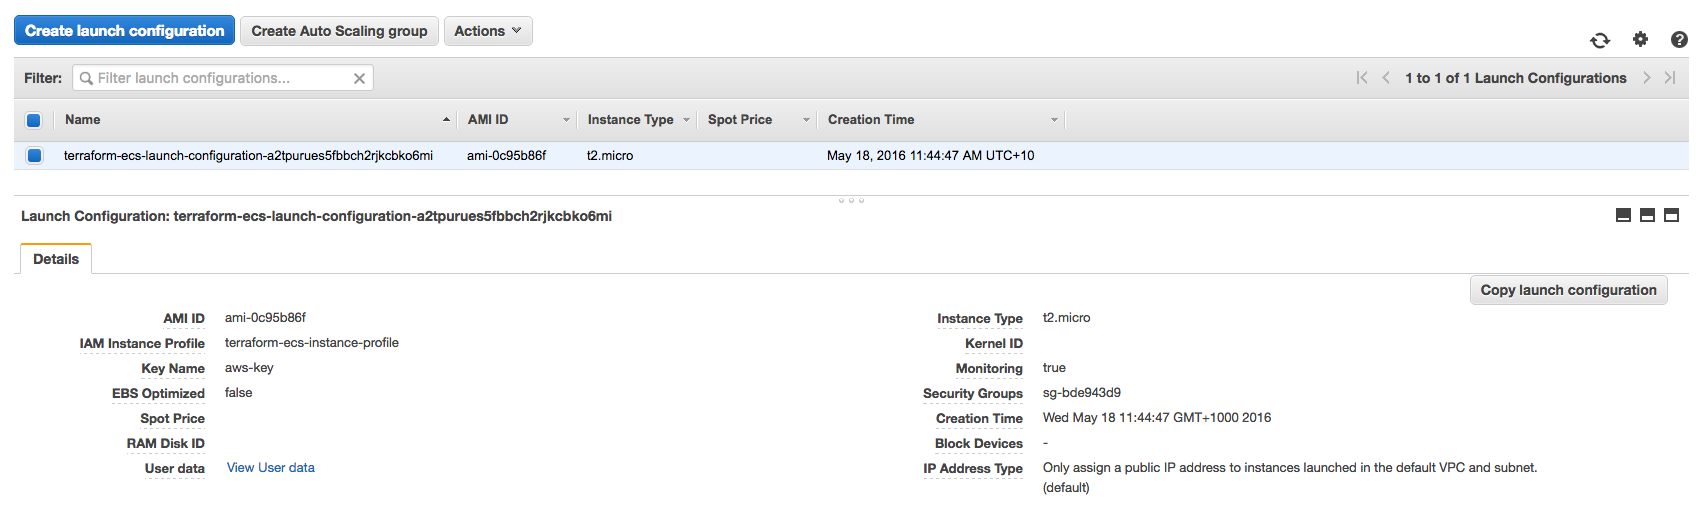 Create launch configuration Create Auto Scaling group Actions
Filter: Filter launch configurations... 1 to 1 of 1 Launch Configurations
Name AMI ID Instance Type Spot Price Creation Time
terraform-ecs-launch-configuration-a2tpurues5fbbch2rjkcbko6mi ami-0c95b86f t2.micro May 18, 2016 11:44:47 AM UTC+10
Launch Configuration: terraform-ecs-launch-configuration-a2tpurues5fbbch2rjkcbko6mi
Details
Copy launch configuration
AMI ID ami-0c95b86f Instance Type t2.micro
IAM Instance Profile terraform-ecs-instance-profile Kernel ID
Key Name aws-key Monitoring true
EBS Optimized false Security Groups sg-bde943d9
Spot Price Creation Time Wed May 18 11:44:47 GMT+1000 2016
RAM Disk ID Block Devices -
User data View User data IP Address Type Only assign a public IP address to instances launched in the default VPC and subnet.
(default)